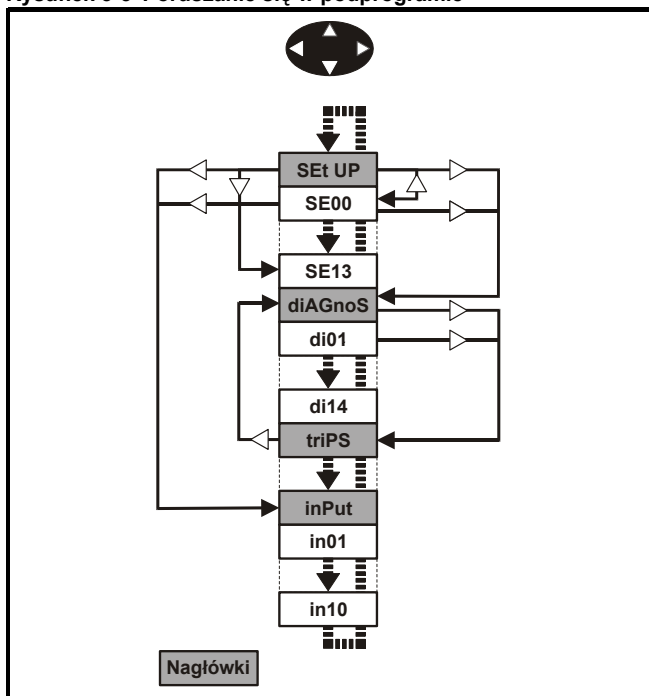 SEt UP
SE00
SE13
diAGnoS
di01
di14
triPS
inPut
in01
in10
Nagłówki